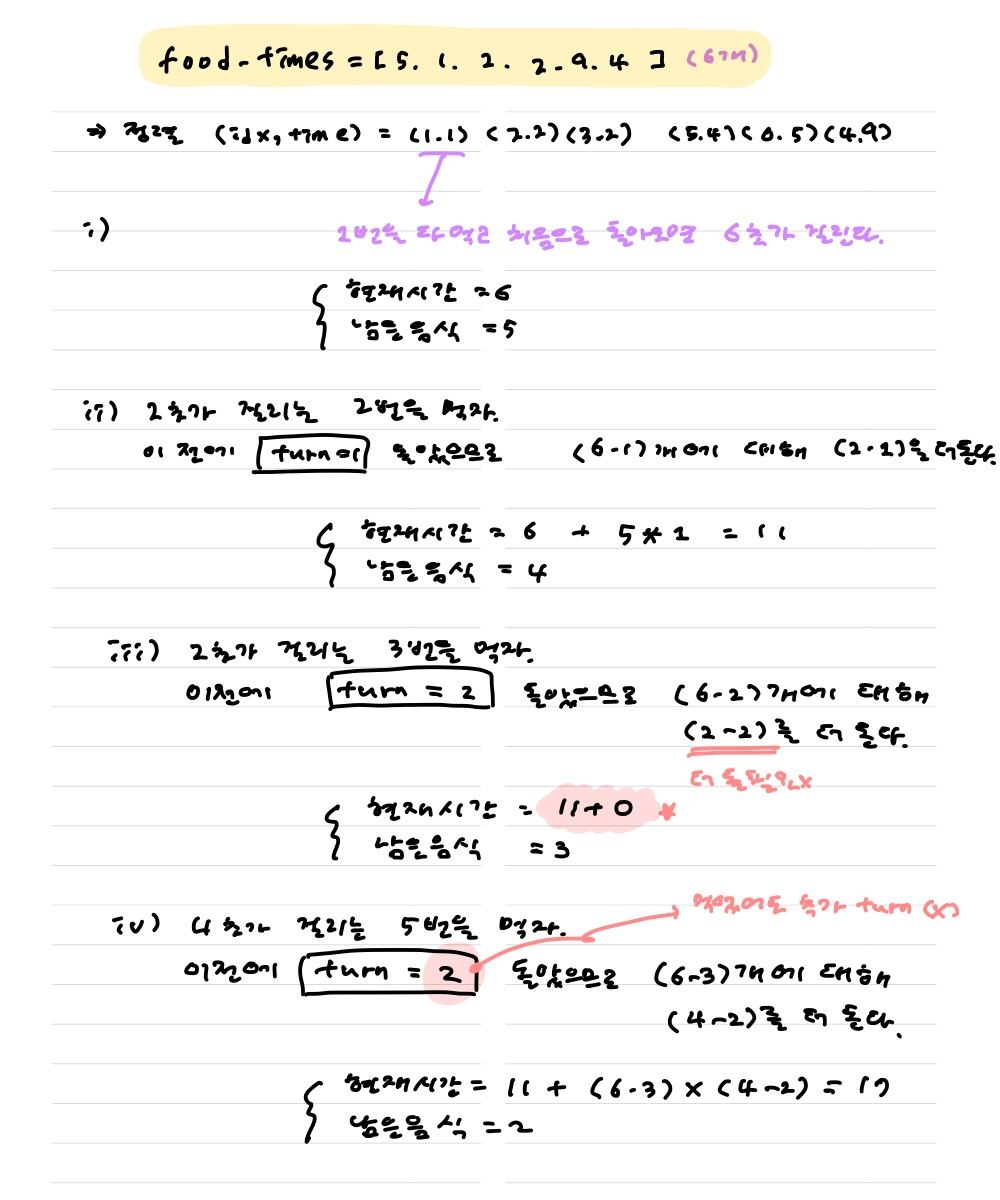 food-times = [5. 1. 2. 2. 9. 4] (6개)
→ 정렬 (idx, time) = (1.1) (2.2) (3.2) (5.4) (0.5) (4.9)
i) 1번을 다 먹고 처음으로 돌아오면 6초가 걸린다.
현재시간 = 6
남은음식 = 5
ii) 2초가 걸리는 2번을 먹자.
이전에 turn이 돌았으므로 (6-1)개에 대해 (2-1)을 더 돈다.
현재시간 = 6 + 5*1 = 11
남은음식 = 4
iii) 2초가 걸리는 3번을 먹자.
이전에 turn = 2 돌았으므로 (6-2)개에 대해
(2-2)를 더 돈다.
더 돌 필요 x
현재시간 = 11+0 *
남은음식 = 3
먹었어도 추가 turn (x)
iv) 4초가 걸리는 5번을 먹자.
이전에 turn = 2 돌았으므로 (6-3)개에 대해
(4-2)를 더 돈다.
현재시간 = 11 + (6-3) × (4-2) = 17
남은음식 = 2